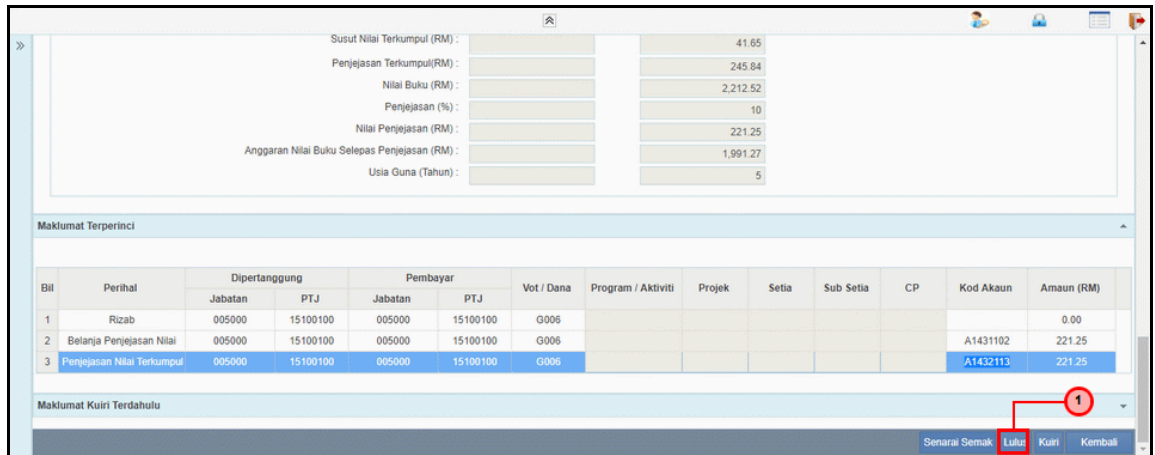 Susut Nilai Terkumpul (RM) : 41.65
Penjejasan Terkumpul(RM) : 245.84
Nilai Buku (RM) : 2,212.52
Penjejasan (%) : 10
Nilai Penjejasan (RM) : 221.25
Anggaran Nilai Buku Selepas Penjejasan (RM) : 1,991.27
Usia Guna (Tahun) : 5
Maklumat Terperinci
Bil Perihal Dipertanggung Pembayar Vot / Dana Program / Aktiviti Projek Setia Sub Setia CP Kod Akaun Amaun (RM)
Jabatan PTJ Jabatan PTJ
1 Rizab 005000 15100100 005000 15100100 G006 0.00
2 Belanja Penjejasan Nilai 005000 15100100 005000 15100100 G006 A1431102 221.25
3 Penjejasan Nilai Terkumpul 005000 15100100 005000 15100100 G006 A1432113 221.25
Maklumat Kuiri Terdahulu
1
Senarai Semak Lulus Kuiri Kembali